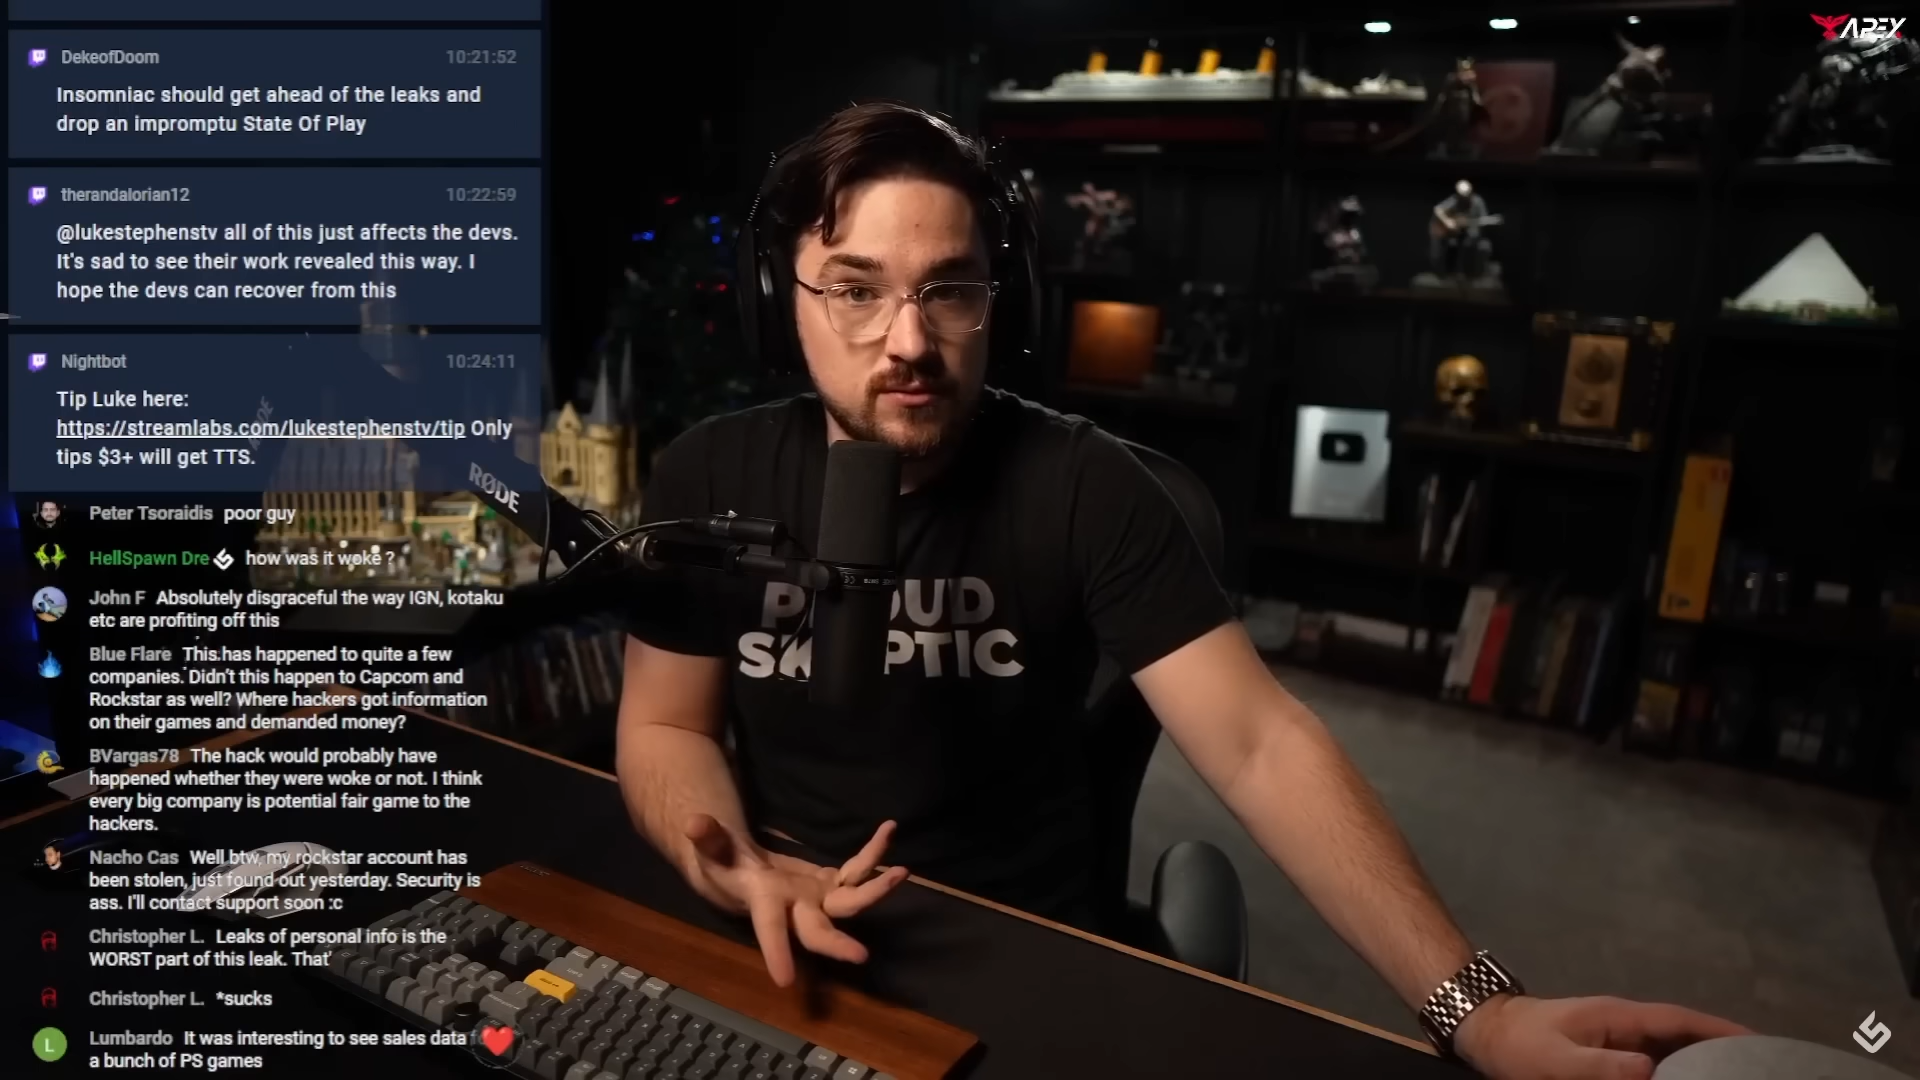 DekeofDoom 10:21:52
Insomniac should get ahead of the leaks and
drop an impromptu State Of Play
therandalorian12 10:22:59
@lukestephenstv all of this just affects the devs.
It's sad to see their work revealed this way. I
hope the devs can recover from this
Nightbot 10:24:11
Tip Luke here:
https://streamlabs.com/lukestephenstv/tip Only
tips $3+ will get TTS.
Peter Tsoraidis poor guy
HellSpawn Dre how was it woke ?
John F Absolutely disgraceful the way IGN, kotaku
etc are profiting off this
Blue Flare This has happened to quite a few
companies. Didn't this happen to Capcom and
Rockstar as well? Where hackers got information
on their games and demanded money?
BVargas78 The hack would probably have
happened whether they were woke or not. I think
every big company is potential fair game to the
hackers.
Nacho Cas Well btw, my rockstar account has
been stolen, just found out yesterday. Security is
ass. I'll contact support soon :c
Christopher L. Leaks of personal info is the
WORST part of this leak. That'
Christopher L. *sucks
L
Lumbardo It was interesting to see sales data
a bunch of PS games
RØDE
P OUD
SK PTIC
APEX